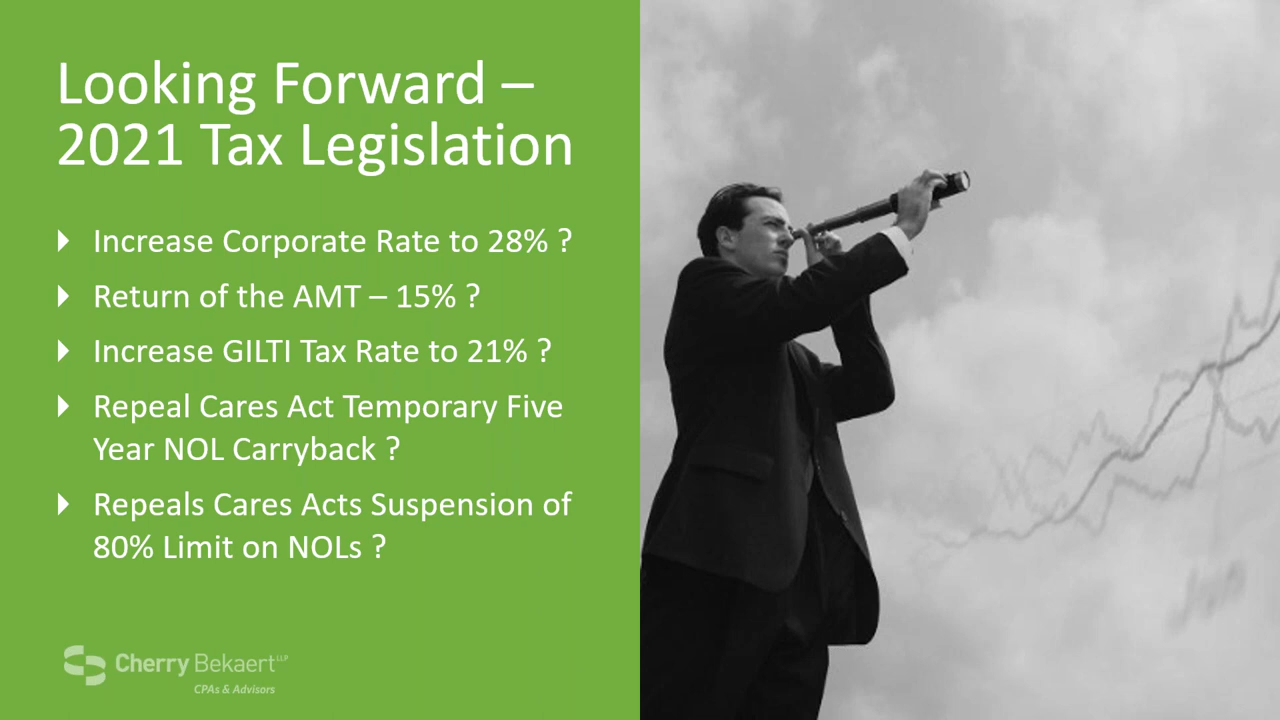 Looking Forward –
2021 Tax Legislation
Increase Corporate Rate to 28% ?
Return of the AMT – 15% ?
Increase GILTI Tax Rate to 21% ?
Repeal Cares Act Temporary Five
Year NOL Carryback ?
Repeals Cares Acts Suspension of
80% Limit on NOLs ?
Cherry Bekaert LLP
CPAs & Advisors